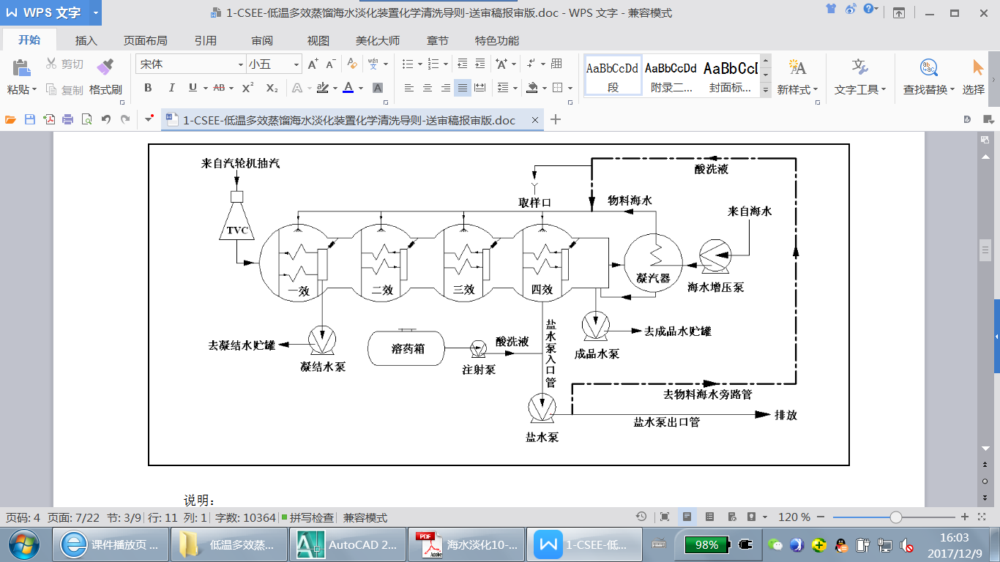 WPS 文字
1-CSEE-低温多效蒸馏海水淡化装置化学清洗导则-送审稿报审版.doc - WPS 文字 - 兼容模式
开始 插入 页面布局 引用 审阅 视图 美化大师 章节 特色功能
粘贴 剪切 复制 格式刷
宋体 小五
AaBbCcDd AaBbCcDd AaBbCcD
段 附录二... 封面标...
新样式 文字工具 查找替换 选择
1-CSEE-低温多效蒸馏海水淡化装置化学清洗导则-送审稿报审版.doc
来自汽轮机抽汽
酸洗液
取样口
物料海水
来自海水
TVC
一效 二效 三效 四效
凝汽器
海水增压泵
去凝结水贮罐
凝结水泵
溶药箱
酸洗液
注射泵
盐水泵入口管
去成品水贮罐
成品水泵
去物料海水旁路管
盐水泵出口管
排放
盐水泵
说明：
页码: 4 页面: 7/22 节: 3/9 行: 11 列: 1 字数: 10364 拼写检查 兼容模式 120 %
课件播放页 ... 低温多效蒸... AutoCAD 2... 海水淡化10-... 1-CSEE-低...
98%
16:03
2017/12/9